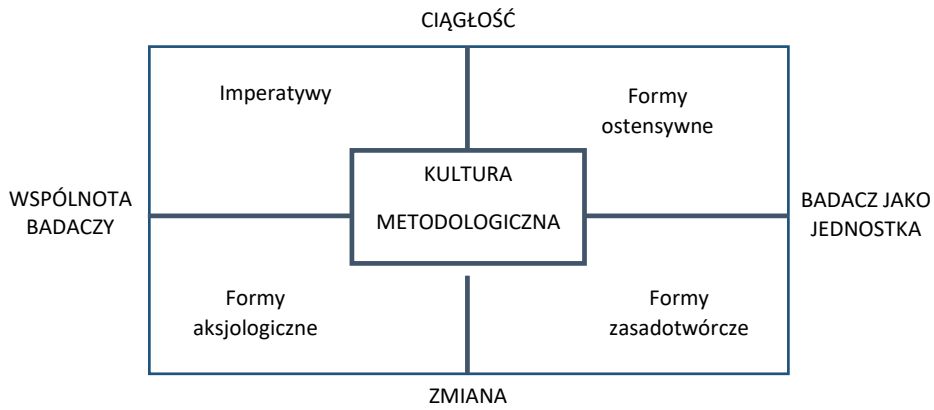 CIĄGŁOŚĆ
Imperatywy
Formy
ostensywne
KULTURA
METODOLOGICZNA
WSPÓLNOTA
BADACZY
BADACZ JAKO
JEDNOSTKA
Formy
aksjologiczne
Formy
zasadotwórcze
ZMIANA